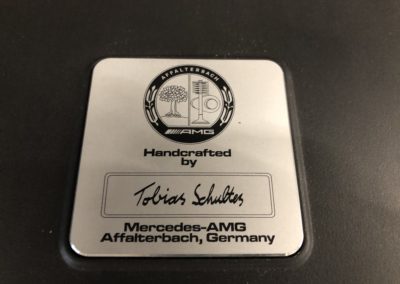 AFFALTERBACH
AMG
Handcrafted
by
Tobias Schultes
Mercedes-AMG
Affalterbach, Germany